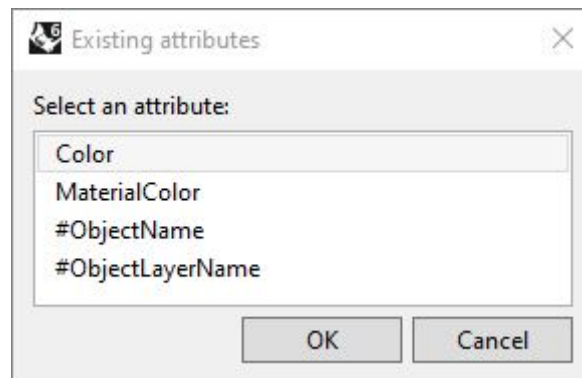 Existing attributes
Select an attribute:
Color
MaterialColor
#ObjectName
#ObjectLayerName
OK Cancel